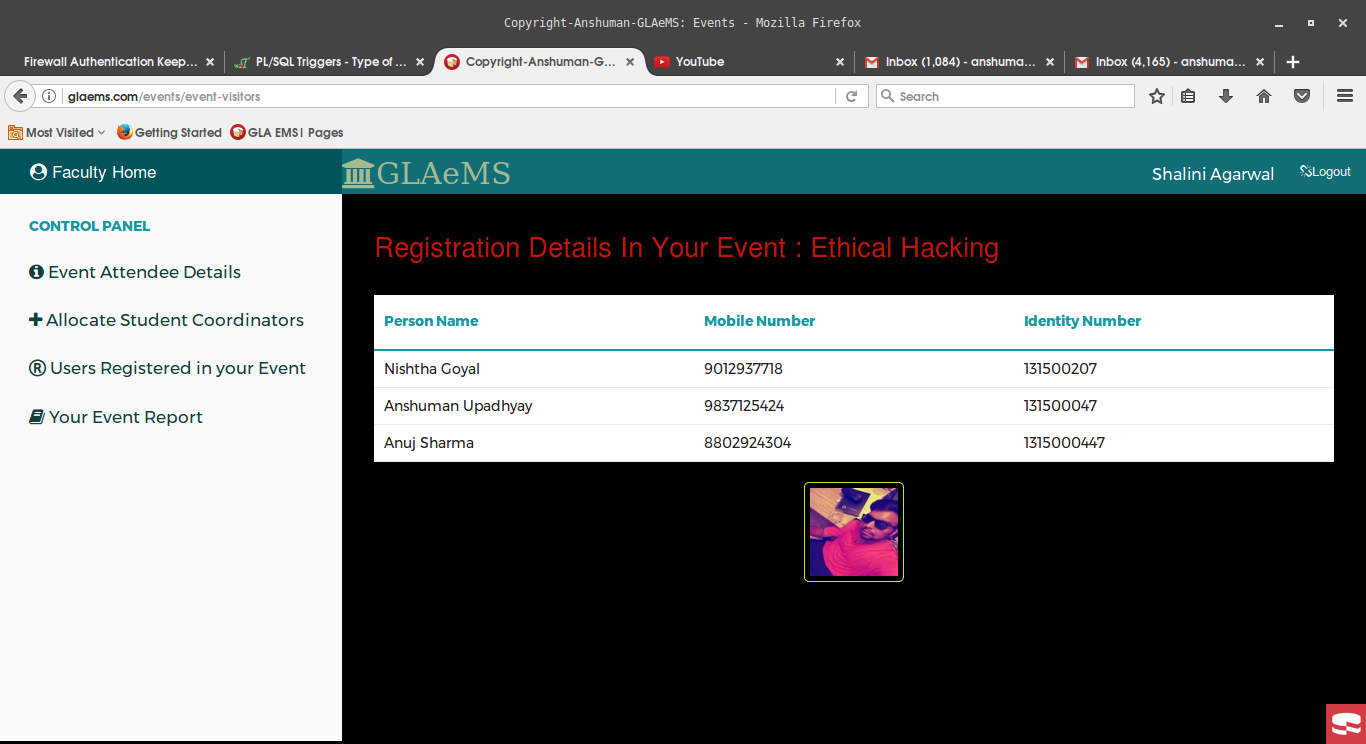 Copyright-Anshuman-GLAeMS: Events - Mozilla Firefox
Firewall Authentication Keep... PL/SQL Triggers - Type of ... Copyright-Anshuman-G... YouTube Inbox (1,084) - anshuma... Inbox (4,165) - anshuma...
glaems.com/events/event-visitors Search
Most Visited Getting Started GLA EMS| Pages
Faculty Home GLAeMS Shalini Agarwal Logout
CONTROL PANEL
Event Attendee Details
Allocate Student Coordinators
Users Registered in your Event
Your Event Report
Registration Details In Your Event : Ethical Hacking
Person Name Mobile Number Identity Number
Nishtha Goyal 9012937718 131500207
Anshuman Upadhyay 9837125424 131500047
Anuj Sharma 8802924304 1315000447